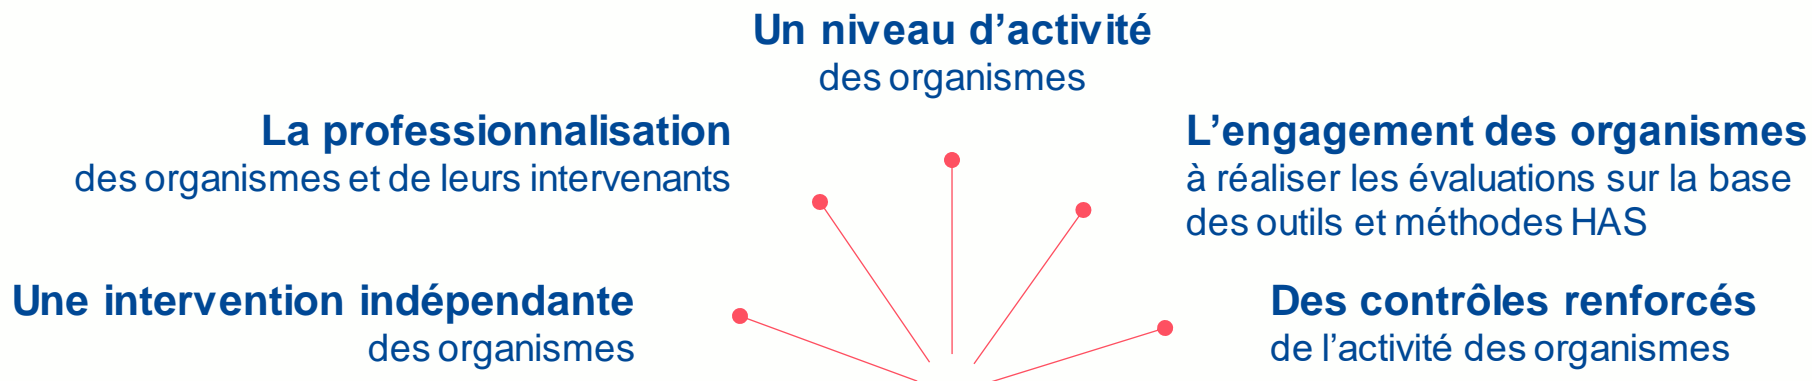 Un niveau d’activité
des organismes
La professionnalisation
des organismes et de leurs intervenants
L’engagement des organismes
à réaliser les évaluations sur la base
des outils et méthodes HAS
Une intervention indépendante
des organismes
Des contrôles renforcés
de l’activité des organismes